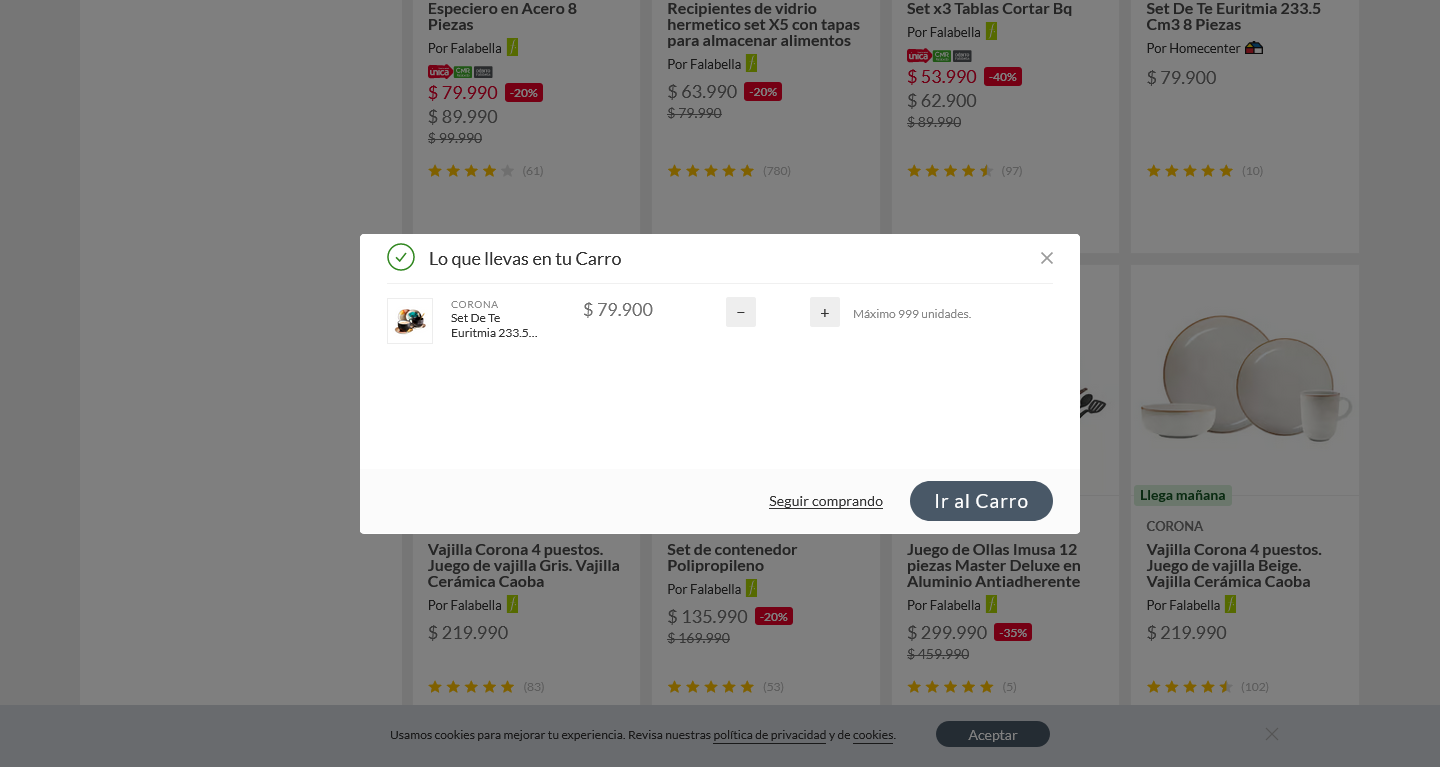 Especiero en Acero 8
Piezas
Por Falabella
única CMR
$ 79.990 -20%
$ 89.990
$ 99.990
(61)
Recipientes de vidrio
hermetico set X5 con tapas
para almacenar alimentos
Por Falabella
$ 63.990 -20%
$ 79.990
(780)
Set x3 Tablas Cortar Bq
Por Falabella
única CMR
$ 53.990 -40%
$ 62.900
$ 89.990
(97)
Set De Te Euritmia 233.5
Cm3 8 Piezas
Por Homecenter
$ 79.900
(10)
Lo que llevas en tu Carro
CORONA
Set De Te
Euritmia 233.5...
$ 79.900
−
+
Máximo 999 unidades.
Seguir comprando
Ir al Carro
Vajilla Corona 4 puestos.
Juego de vajilla Gris. Vajilla
Cerámica Caoba
Por Falabella
$ 219.990
(83)
Set de contenedor
Polipropileno
Por Falabella
$ 135.990 -20%
$ 169.990
(53)
Juego de Ollas Imusa 12
piezas Master Deluxe en
Aluminio Antiadherente
Por Falabella
$ 299.990 -35%
$ 459.990
(5)
Llega mañana
CORONA
Vajilla Corona 4 puestos.
Juego de vajilla Beige.
Vajilla Cerámica Caoba
Por Falabella
$ 219.990
(102)
Usamos cookies para mejorar tu experiencia. Revisa nuestras política de privacidad y de cookies.
Aceptar